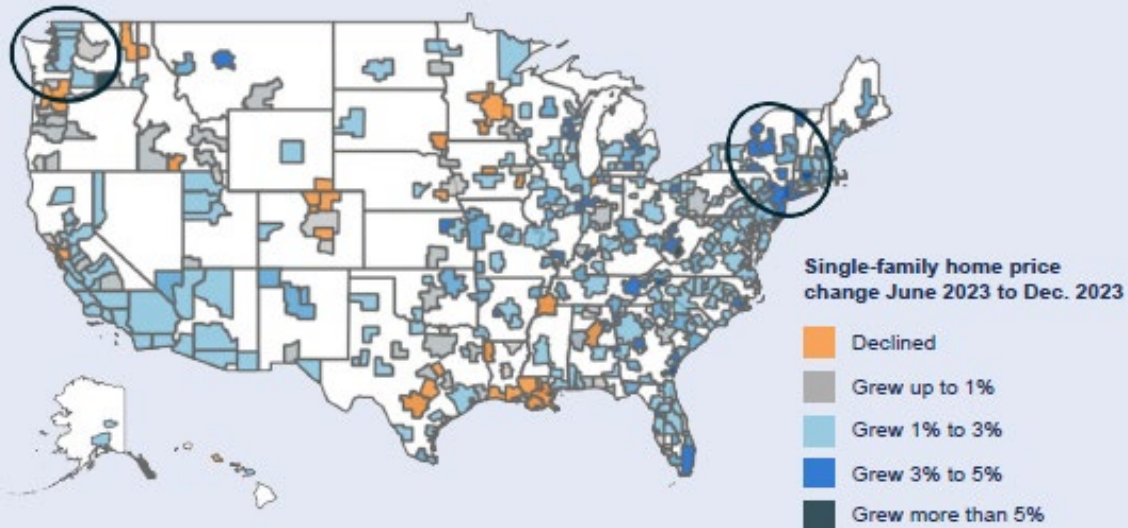 Single-family home price
change June 2023 to Dec. 2023
Declined
Grew up to 1%
Grew 1% to 3%
Grew 3% to 5%
Grew more than 5%